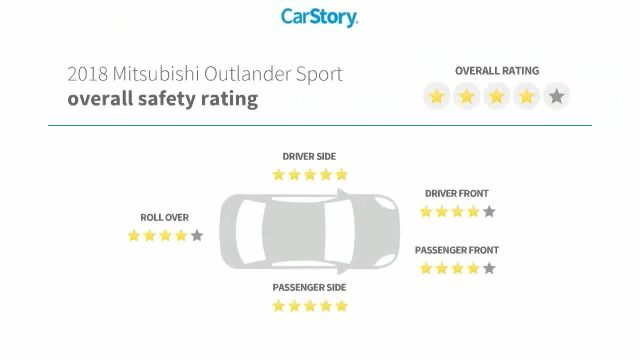 CarStory.
2018 Mitsubishi Outlander Sport
overall safety rating
OVERALL RATING
DRIVER SIDE
DRIVER FRONT
ROLL OVER
PASSENGER FRONT
PASSENGER SIDE